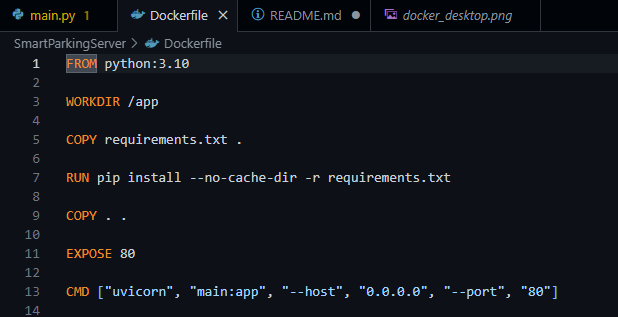 main.py 1 Dockerfile README.md docker_desktop.png
SmartParkingServer > Dockerfile
1 FROM python:3.10
2
3 WORKDIR /app
4
5 COPY requirements.txt .
6
7 RUN pip install --no-cache-dir -r requirements.txt
8
9 COPY . .
10
11 EXPOSE 80
12
13 CMD ["uvicorn", "main:app", "--host", "0.0.0.0", "--port", "80"]
14